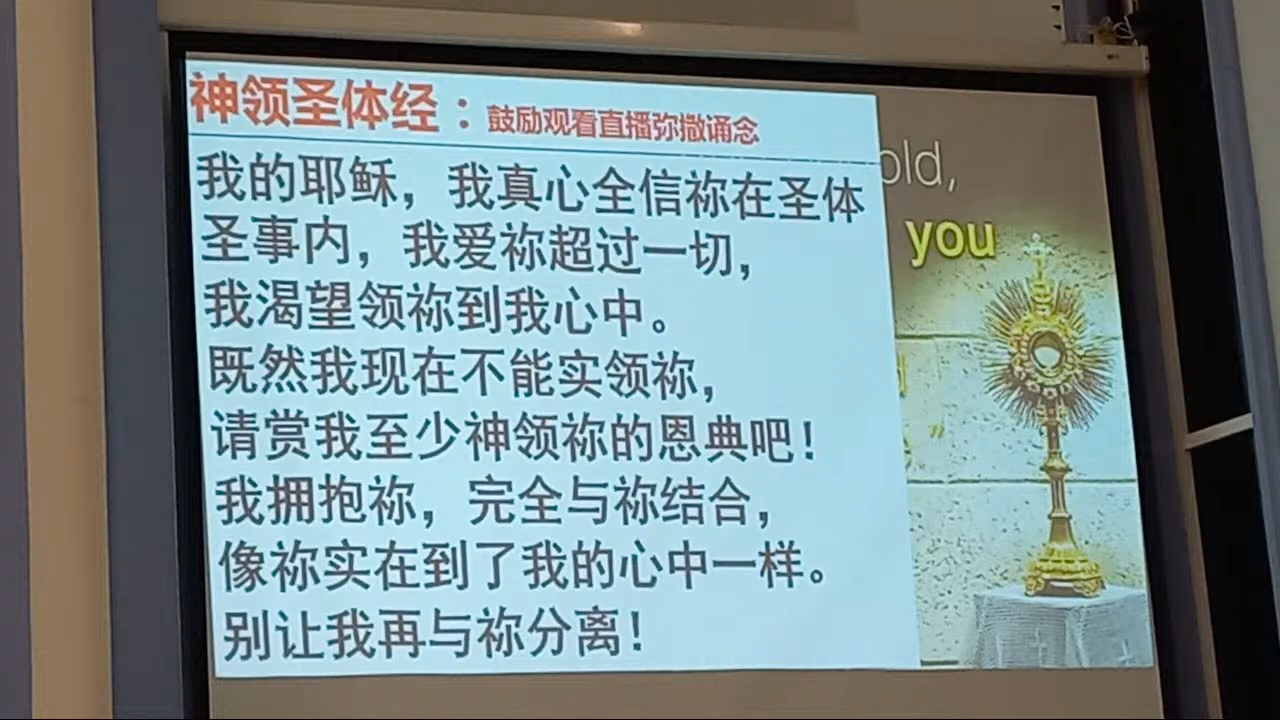 神领圣体经：鼓励观看直播弥撒诵念
我的耶稣，我真心全信祢在圣体
圣事内，我爱祢超过一切，
我渴望领祢到我心中。
既然我现在不能实领祢，
请赏我至少神领祢的恩典吧！
我拥抱祢，完全与祢结合，
像祢实在到了我的心中一样。
别让我再与祢分离！
old,
you
”